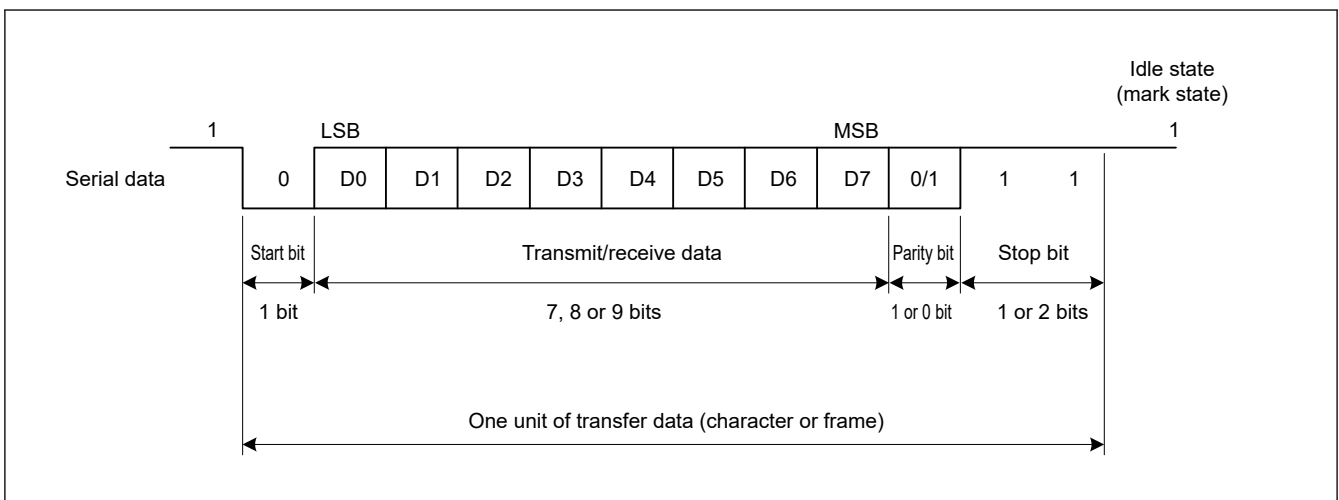 Idle state
(mark state)
1 LSB MSB 1
Serial data 0 D0 D1 D2 D3 D4 D5 D6 D7 0/1 1 1
Start bit Transmit/receive data Parity bit Stop bit
1 bit 7, 8 or 9 bits 1 or 0 bit 1 or 2 bits
One unit of transfer data (character or frame)